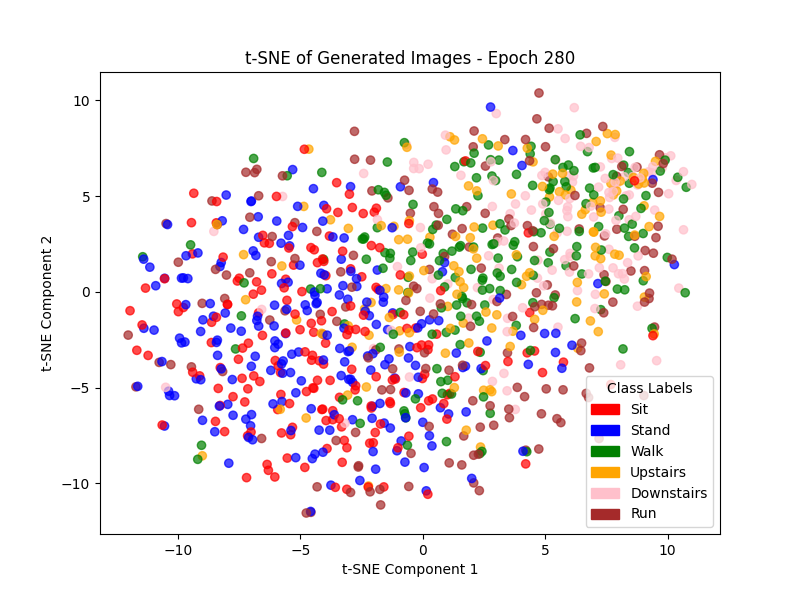 t-SNE of Generated Images - Epoch 280
t-SNE Component 2
10
5
0
−5
−10
Class Labels
Sit
Stand
Walk
Upstairs
Downstairs
Run
−10
−5
0
5
10
t-SNE Component 1